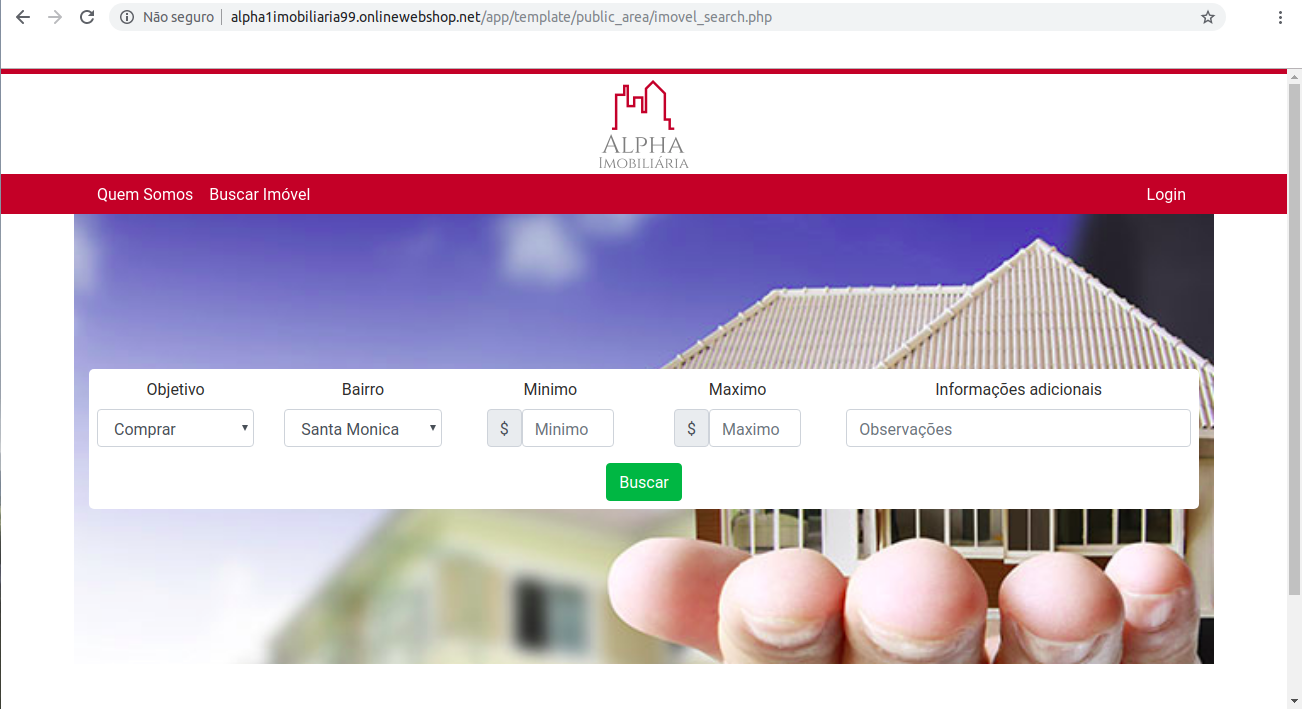 Não seguro | alpha1imobiliaria99.onlinewebshop.net/app/template/public_area/imovel_search.php
ALPHA
IMOBILIÁRIA
Quem Somos Buscar Imóvel Login
Objetivo Bairro Minimo Maximo Informações adicionais
Comprar Santa Monica $ Minimo $ Maximo Observações
Buscar